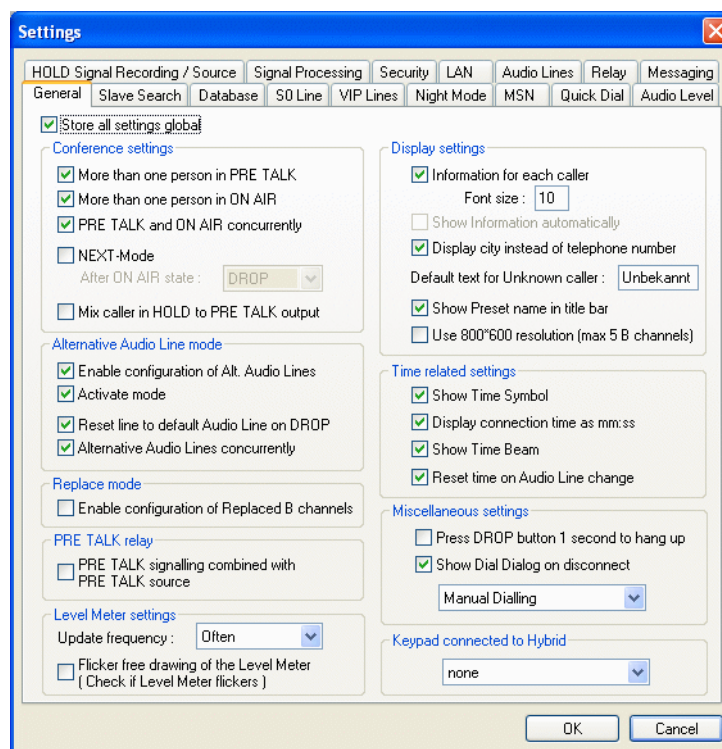 Settings
HOLD Signal Recording / Source Signal Processing Security LAN Audio Lines Relay Messaging
General Slave Search Database S0 Line VIP Lines Night Mode MSN Quick Dial Audio Level
Store all settings global
Conference settings
More than one person in PRE TALK
More than one person in ON AIR
PRE TALK and ON AIR concurrently
NEXT-Mode
After ON AIR state : DROP
Mix caller in HOLD to PRE TALK output
Alternative Audio Line mode
Enable configuration of Alt. Audio Lines
Activate mode
Reset line to default Audio Line on DROP
Alternative Audio Lines concurrently
Replace mode
Enable configuration of Replaced B channels
PRE TALK relay
PRE TALK signalling combined with
PRE TALK source
Level Meter settings
Update frequency : Often
Flicker free drawing of the Level Meter
( Check if Level Meter flickers )
Display settings
Information for each caller
Font size : 10
Show Information automatically
Display city instead of telephone number
Default text for Unknown caller : Unbekannt
Show Preset name in title bar
Use 800*600 resolution (max 5 B channels)
Time related settings
Show Time Symbol
Display connection time as mm:ss
Show Time Beam
Reset time on Audio Line change
Miscellaneous settings
Press DROP button 1 second to hang up
Show Dial Dialog on disconnect
Manual Dialling
Keypad connected to Hybrid
none
OK Cancel